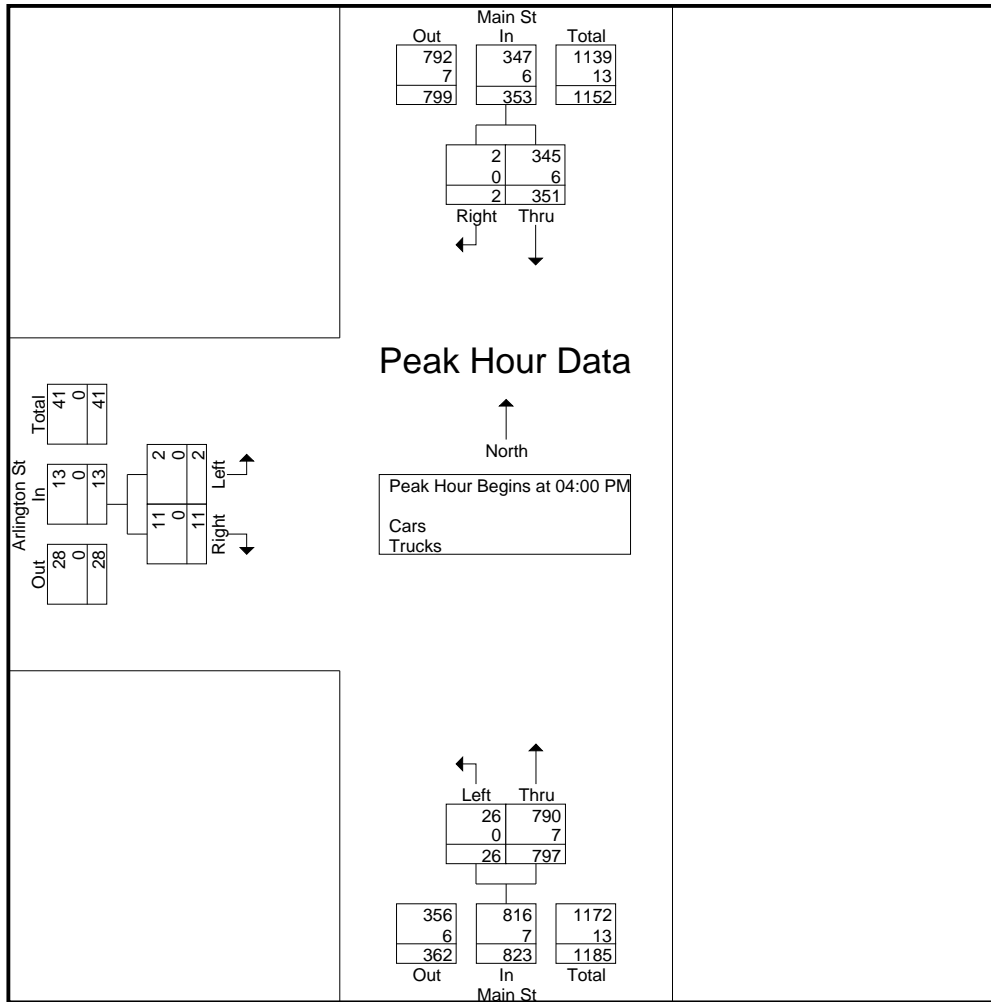 Main St
Out In Total
792 347 1139
7 6 13
799 353 1152
2 345
0 6
2 351
Right Thru
Peak Hour Data
North
Peak Hour Begins at 04:00 PM
Cars
Trucks
Arlington St
Total
41
0
41
In
13
0
13
Out
28
0
28
2
0
2
Left
11
0
11
Right
Left Thru
26 790
0 7
26 797
356 816 1172
6 7 13
362 823 1185
Out In Total
Main St